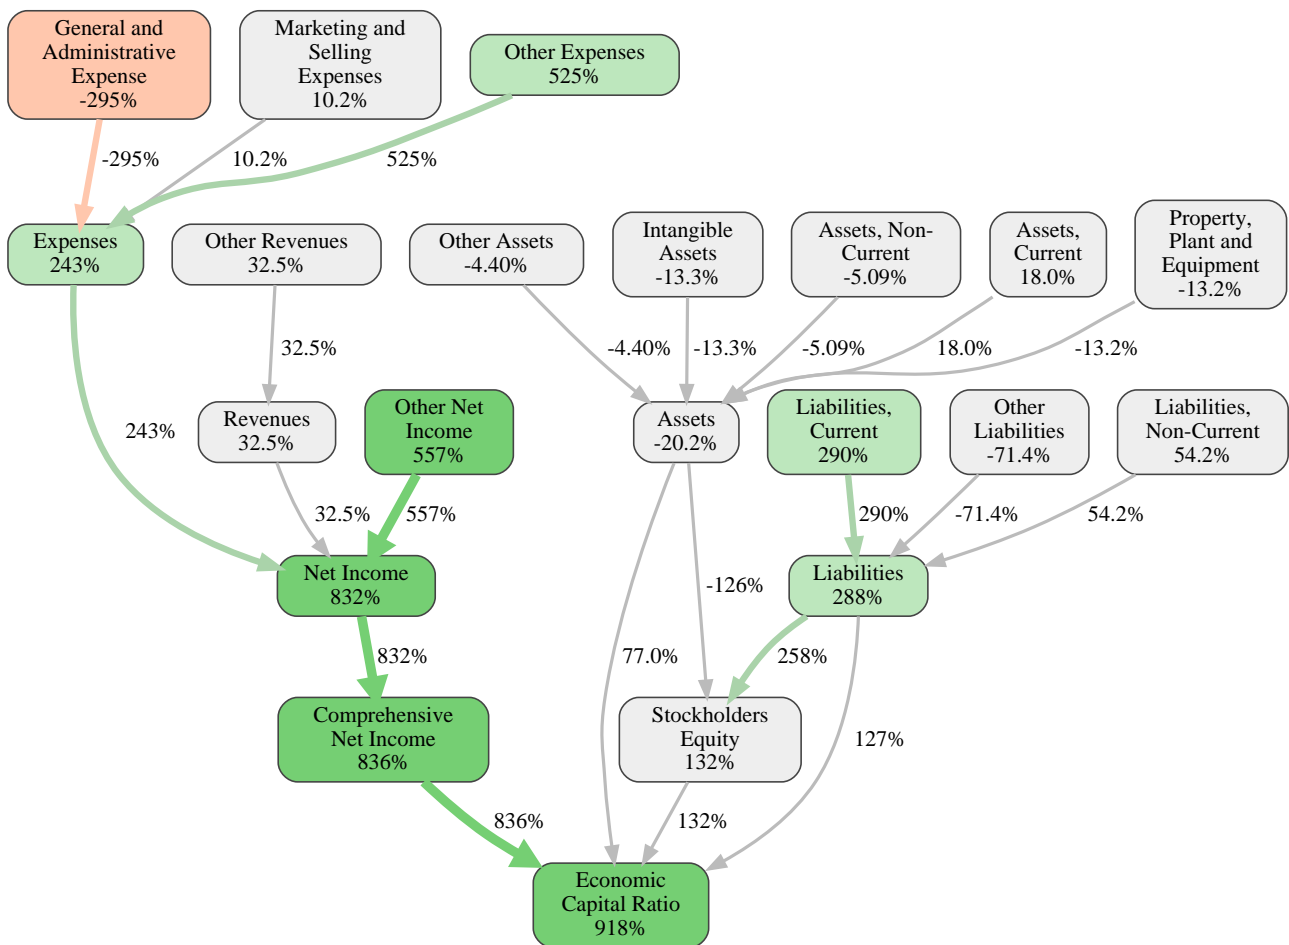 General and
Administrative
Expense
-295%
Marketing and
Selling
Expenses
10.2%
Other Expenses
525%
-295%
10.2%
525%
Expenses
243%
Other Revenues
32.5%
Other Assets
-4.40%
Intangible
Assets
-13.3%
Assets, Non-
Current
-5.09%
Assets,
Current
18.0%
Property,
Plant and
Equipment
-13.2%
32.5%
-4.40%
-13.3%
-5.09%
18.0%
-13.2%
243%
Revenues
32.5%
Other Net
Income
557%
Assets
-20.2%
Liabilities,
Current
290%
Other
Liabilities
-71.4%
Liabilities,
Non-Current
54.2%
32.5%
557%
290%
-71.4%
54.2%
Net Income
832%
-126%
Liabilities
288%
832%
77.0%
258%
Comprehensive
Net Income
836%
Stockholders
Equity
132%
127%
836%
132%
Economic
Capital Ratio
918%